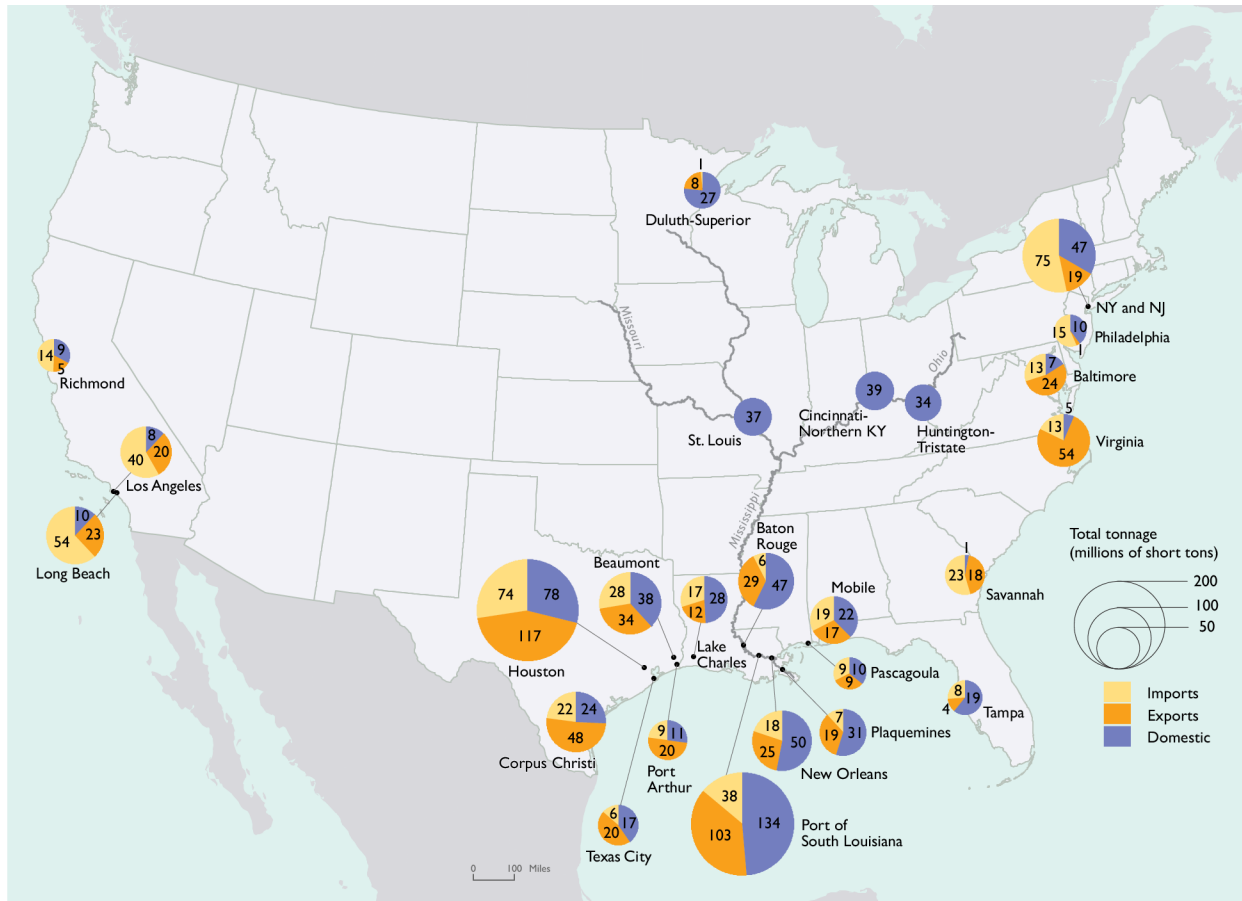 1
8
27
Duluth-Superior
47
75
19
NY and NJ
10
15
Philadelphia
1
7
13
24
Baltimore
5
13
54
Virginia
Missouri
Ohio
39
34
37
Cincinnati-
Northern KY
Huntington-
Tristate
St. Louis
14
9
5
Richmond
8
20
40
Los Angeles
10
23
54
Long Beach
Mississippi
Baton
Rouge
6
29
47
Beaumont
28
38
34
17
28
12
Lake
Charles
74
78
117
Houston
Mobile
19
22
17
1
23
18
Savannah
Total tonnage
(millions of short tons)
200
100
50
Imports
Exports
Domestic
9
10
9
Pascagoula
8
19
4
Tampa
22
24
48
Corpus Christi
9
11
20
Port
Arthur
18
50
25
New Orleans
7
19
31
Plaquemines
38
134
103
Port of
South Louisiana
6
17
20
Texas City
0
100
Miles